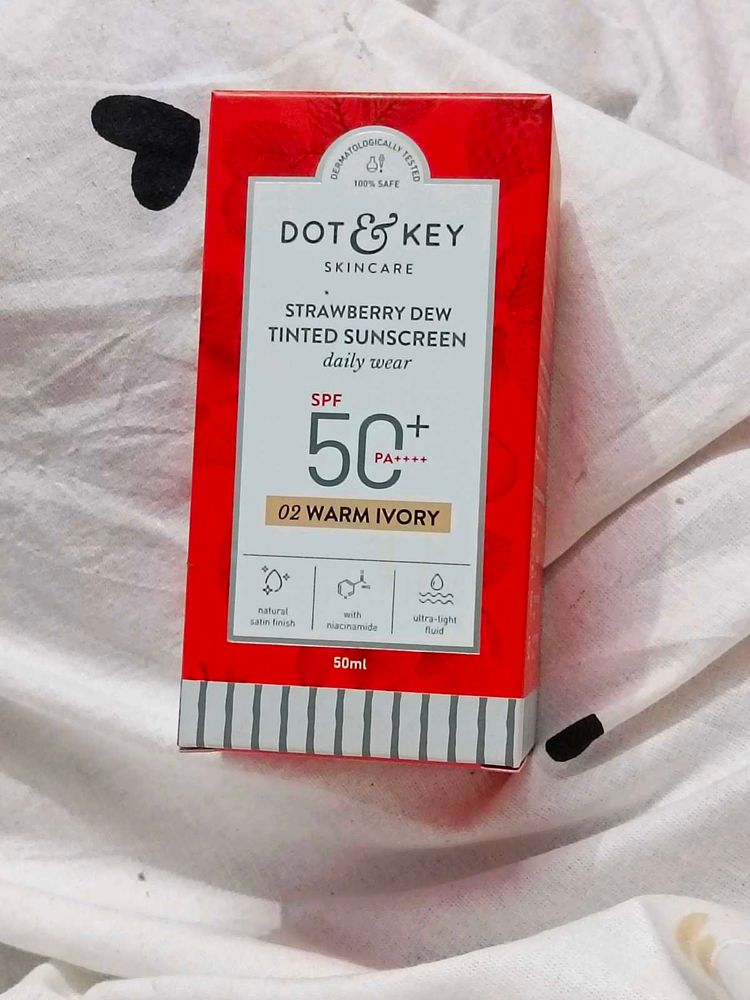 DERMATOLOGICALLY TESTED
100% SAFE
DOT & KEY
SKINCARE
STRAWBERRY DEW
TINTED SUNSCREEN
daily wear
SPF
50+
PA++++
02 WARM IVORY
natural
satin finish
with
niacinamide
ultra-light
fluid
50ml